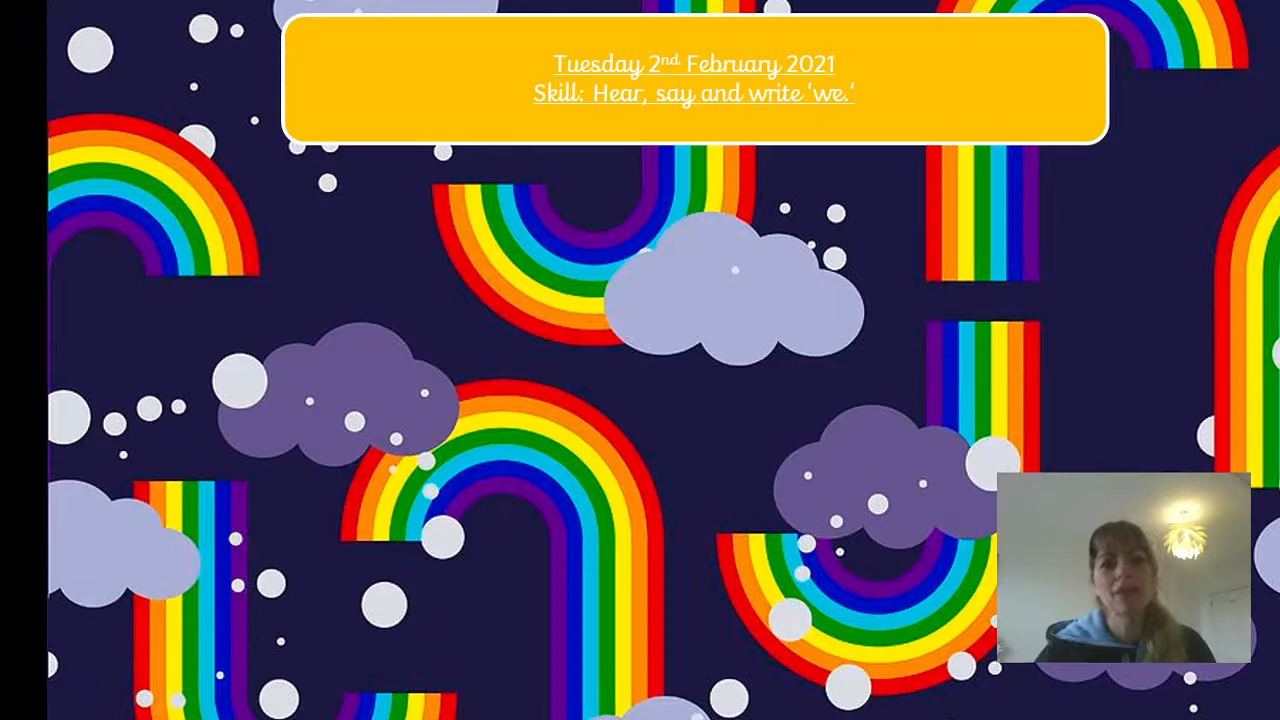 Tuesday 2nd February 2021
Skill: Hear, say and write ‘we.‘